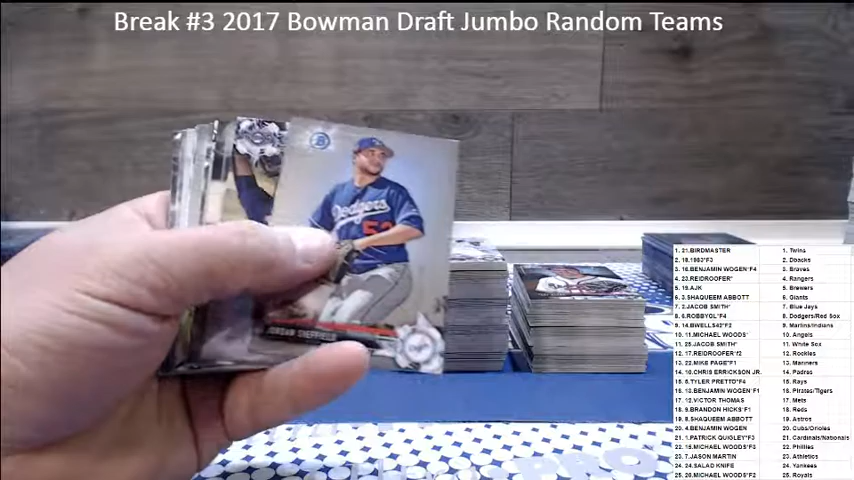 Break #3 2017 Bowman Draft Jumbo Random Teams
Dodgers
JORDAN SHEFFIELD
1. 21.BIRDMASTER 1. Twins
2. 18.1983*F3 2. Dbacks
3. 16.BENJAMIN WOGEN*F4 3. Braves
4. 23.REIDROOFER* 4. Rangers
5. 19.AJK 5. Brewers
6. 3.SHAQUEEM ABBOTT 6. Giants
7. 2.JACOB SMITH* 7. Blue Jays
8. 6.ROBBYOL*F4 8. Dodgers/Red Sox
9. 14.BWELLS42*F2 9. Marlins/Indians
10. 11.MICHAEL WOODS* 10. Angels
11. 25.JACOB SMITH* 11. White Sox
12. 17.REIDROOFER*f2 12. Rockies
13. 22.MIKE PAGE*F1 13. Mariners
14. 10.CHRIS ERRICKSON JR. 14. Padres
15. 5.TYLER PRETTO*F4 15. Rays
16. 13.BENJAMIN WOGEN*F1 16. Pirates/Tigers
17. 12.VICTOR THOMAS 17. Mets
18. 9.BRANDON HICKS*F1 18. Reds
19. 8.SHAQUEEM ABBOTT 19. Astros
20. 4.BENJAMIN WOGEN 20. Cubs/Orioles
21. 1.PATRICK QUIGLEY*F3 21. Cardinals/Nationals
22. 15.MICHAEL WOODS*F3 22. Phillies
23. 7.JASON MARTIN 23. Athletics
24. 24.SALAD KNIFE 24. Yankees
25. 26.MICHAEL WOODS*F2 25. Royals
PRO